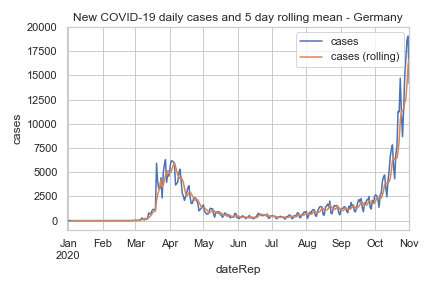 New COVID-19 daily cases and 5 day rolling mean - Germany
20000
17500
15000
12500
10000
7500
5000
2500
0
cases
cases
cases (rolling)
Jan Feb Mar Apr May Jun Jul Aug Sep Oct Nov
2020
dateRep